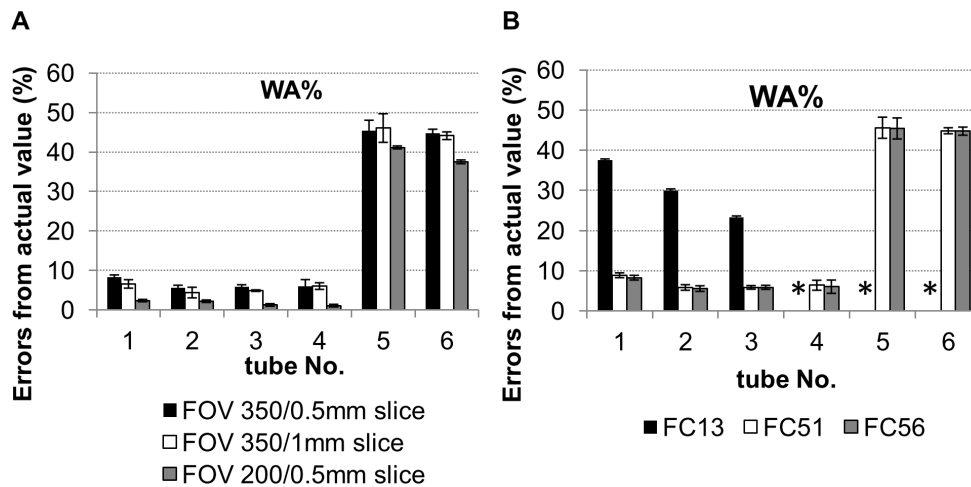 A
Errors from actual value (%)
60
50
40
30
20
10
0
WA%
1 2 3 4 5 6
tube No.
FOV 350/0.5mm slice
FOV 350/1mm slice
FOV 200/0.5mm slice
B
Errors from actual value (%)
60
50
40
30
20
10
0
WA%
* * *
1 2 3 4 5 6
tube No.
FC13 FC51 FC56